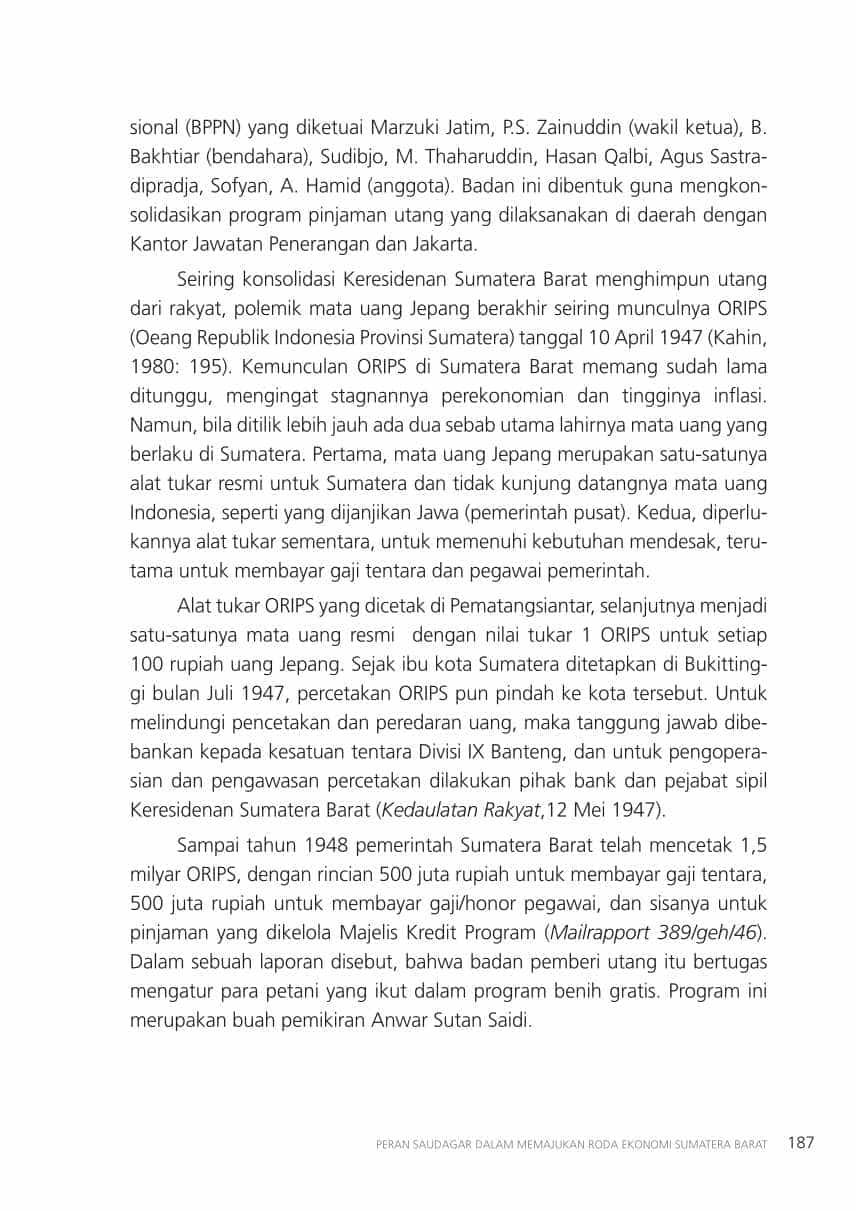 sional (BPPN) yang diketuai Marzuki Jatim, P.S. Zainuddin (wakil ketua), B.
Bakhtiar (bendahara), Sudibjo, M. Thaharuddin, Hasan Qalbi, Agus Sastra-
dipradja, Sofyan, A. Hamid (anggota). Badan ini dibentuk guna mengkon-
solidasikan program pinjaman utang yang dilaksanakan di daerah dengan
Kantor Jawatan Penerangan dan Jakarta.
Seiring konsolidasi Keresidenan Sumatera Barat menghimpun utang
dari rakyat, polemik mata uang Jepang berakhir seiring munculnya ORIPS
(Oeang Republik Indonesia Provinsi Sumatera) tanggal 10 April 1947 (Kahin,
1980: 195). Kemunculan ORIPS di Sumatera Barat memang sudah lama
ditunggu, mengingat stagnannya perekonomian dan tingginya inflasi.
Namun, bila ditilik lebih jauh ada dua sebab utama lahirnya mata uang yang
berlaku di Sumatera. Pertama, mata uang Jepang merupakan satu-satunya
alat tukar resmi untuk Sumatera dan tidak kunjung datangnya mata uang
Indonesia, seperti yang dijanjikan Jawa (pemerintah pusat). Kedua, diperlu-
kannya alat tukar sementara, untuk memenuhi kebutuhan mendesak, teru-
tama untuk membayar gaji tentara dan pegawai pemerintah.
Alat tukar ORIPS yang dicetak di Pematangsiantar, selanjutnya menjadi
satu-satunya mata uang resmi  dengan nilai tukar 1 ORIPS untuk setiap
100 rupiah uang Jepang. Sejak ibu kota Sumatera ditetapkan di Bukitting-
gi bulan Juli 1947, percetakan ORIPS pun pindah ke kota tersebut. Untuk
melindungi pencetakan dan peredaran uang, maka tanggung jawab dibe-
bankan kepada kesatuan tentara Divisi IX Banteng, dan untuk pengopera-
sian dan pengawasan percetakan dilakukan pihak bank dan pejabat sipil
Keresidenan Sumatera Barat (Kedaulatan Rakyat,12 Mei 1947).
Sampai tahun 1948 pemerintah Sumatera Barat telah mencetak 1,5
milyar ORIPS, dengan rincian 500 juta rupiah untuk membayar gaji tentara,
500 juta rupiah untuk membayar gaji/honor pegawai, dan sisanya untuk
pinjaman yang dikelola Majelis Kredit Program (Mailrapport 389/geh/46).
Dalam sebuah laporan disebut, bahwa badan pemberi utang itu bertugas
mengatur para petani yang ikut dalam program benih gratis. Program ini
merupakan buah pemikiran Anwar Sutan Saidi.
PERAN SAUDAGAR DALAM MEMAJUKAN RODA EKONOMI SUMATERA BARAT 187